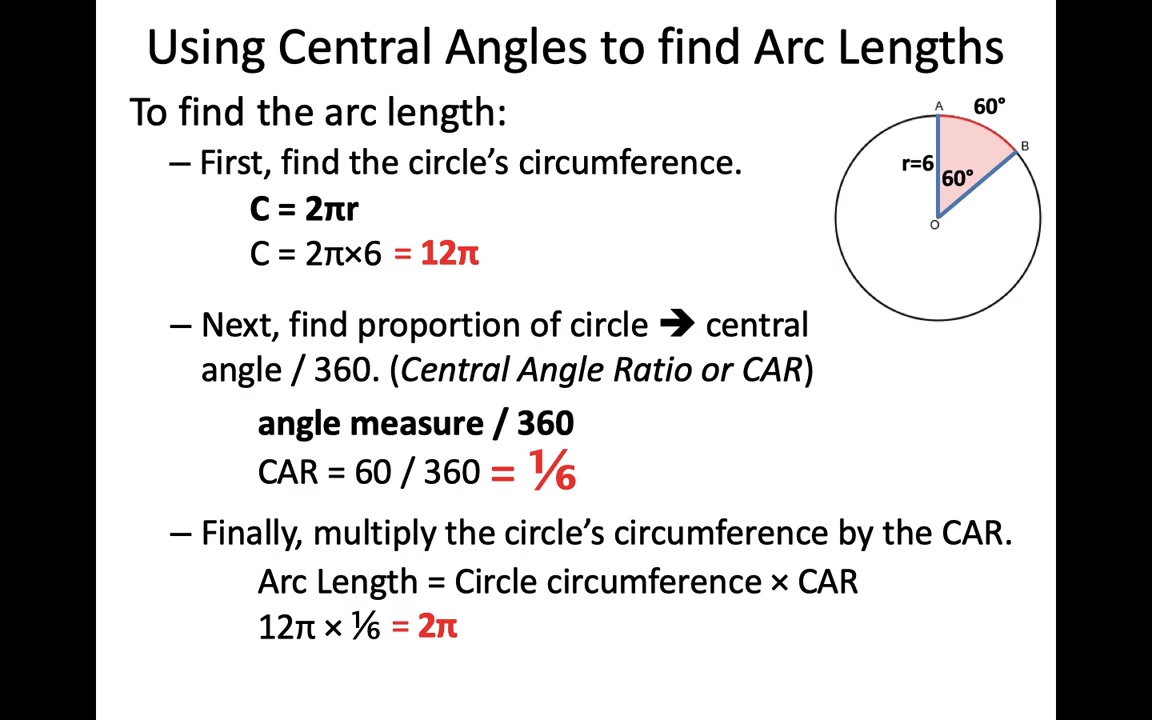 Using Central Angles to find Arc Lengths
To find the arc length:
– First, find the circle’s circumference.
C = 2πr
C = 2π×6 = 12π
– Next, find proportion of circle ➔ central
angle / 360. (Central Angle Ratio or CAR)
angle measure / 360
CAR = 60 / 360 = ⅙
– Finally, multiply the circle’s circumference by the CAR.
Arc Length = Circle circumference × CAR
12π × ⅙ = 2π
A
60°
B
r=6
60°
O